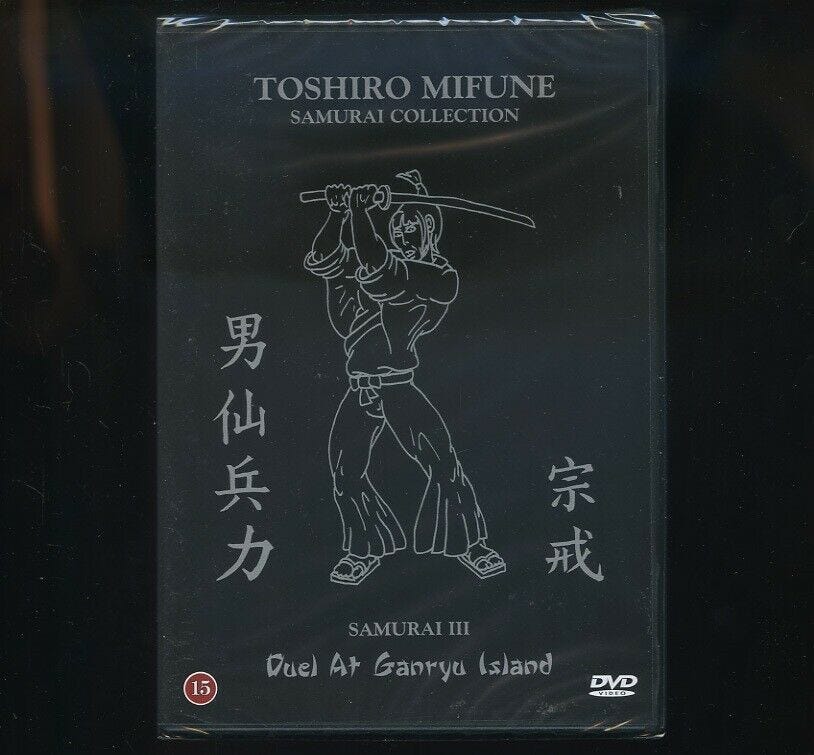 TOSHIRO MIFUNE
SAMURAI COLLECTION
男仙兵力
宗戒
SAMURAI III
Duel At Ganryu Island
15
DVD
VIDEO